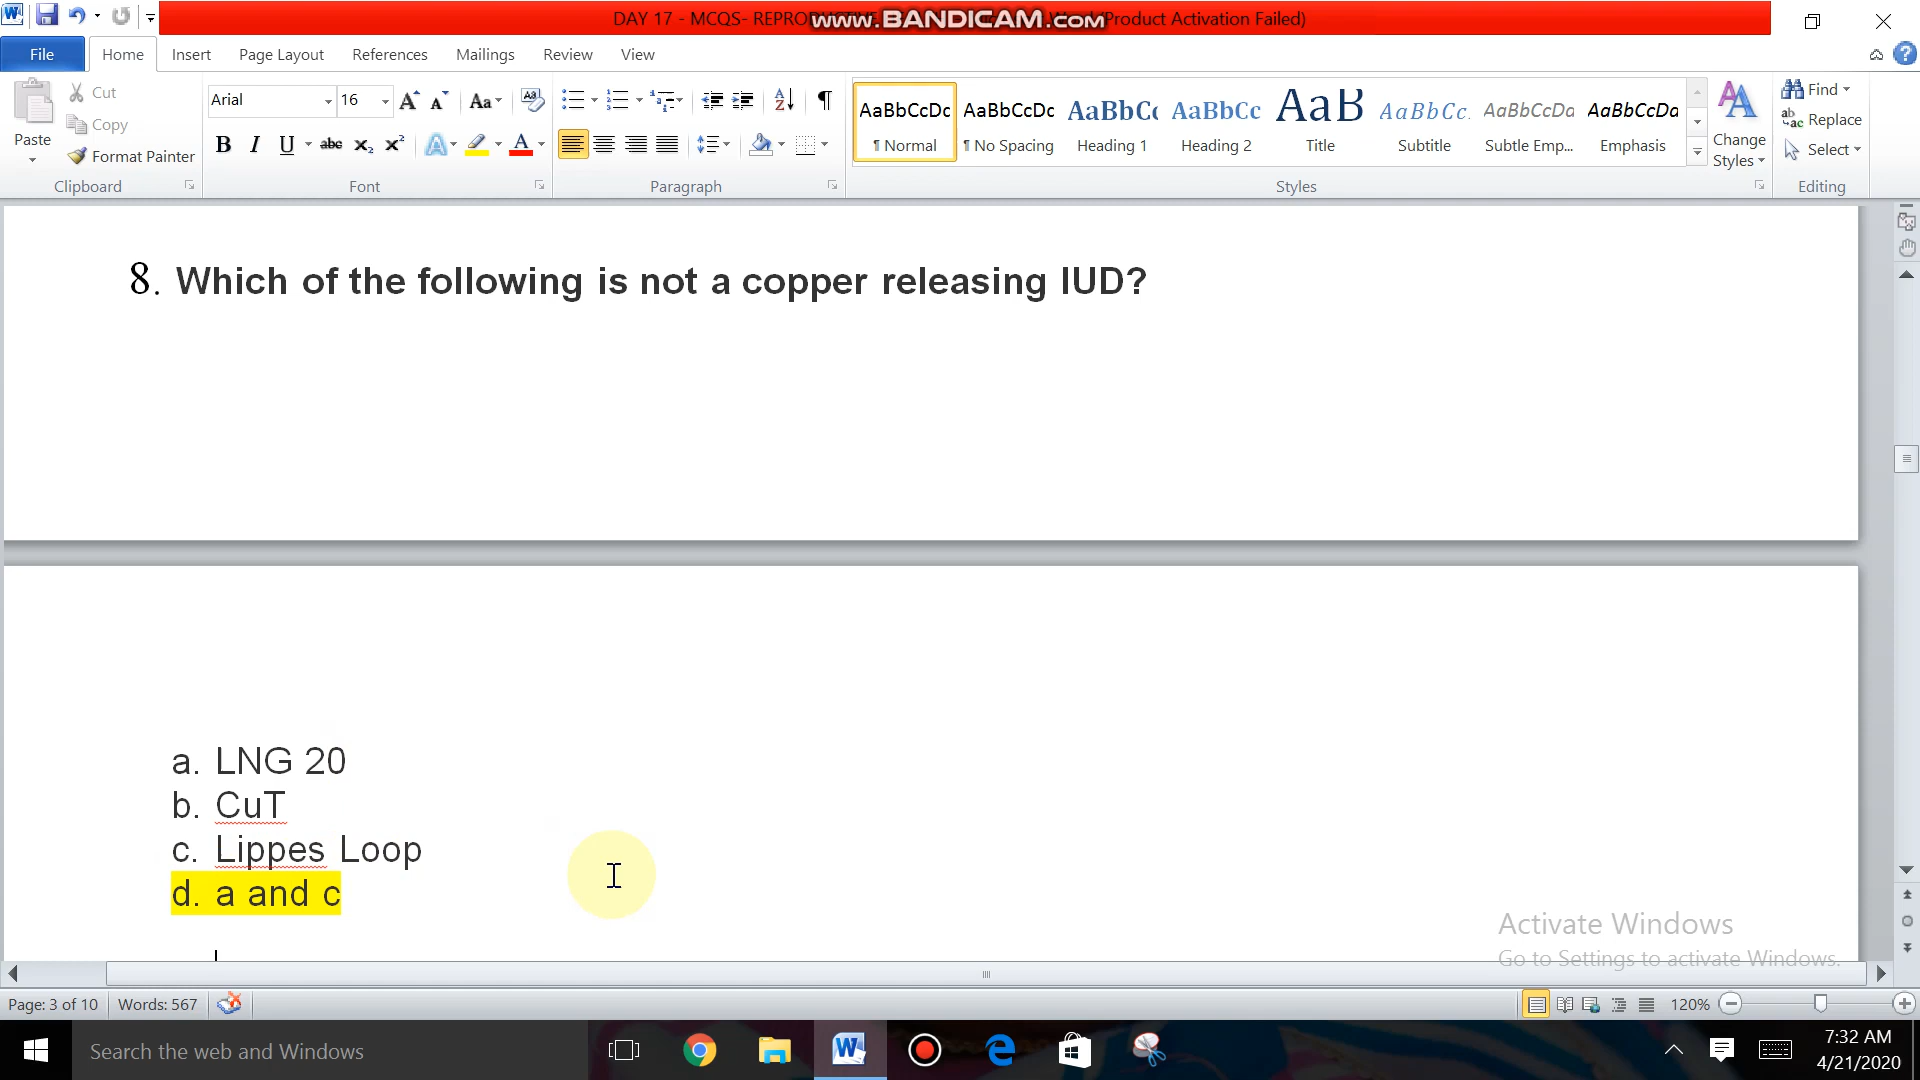 DAY 17 - MCQS- REPRO www.BANDICAM.com (Product Activation Failed)
File Home Insert Page Layout References Mailings Review View
Paste
Cut
Copy
Format Painter
Clipboard
Arial 16
Font
Paragraph
AaBbCcDc AaBbCcDc AaBbC AaBbCc AaB AaBbCc. AaBbCcDa AaBbCcDa
¶ Normal ¶ No Spacing Heading 1 Heading 2 Title Subtitle Subtle Emp... Emphasis
Styles
Change Styles
Find
Replace
Select
Editing
8. Which of the following is not a copper releasing IUD?
a. LNG 20
b. CuT
c. Lippes Loop
d. a and c
Activate Windows
Go to Settings to activate Windows.
Page: 3 of 10 Words: 567 120%
Search the web and Windows
7:32 AM
4/21/2020